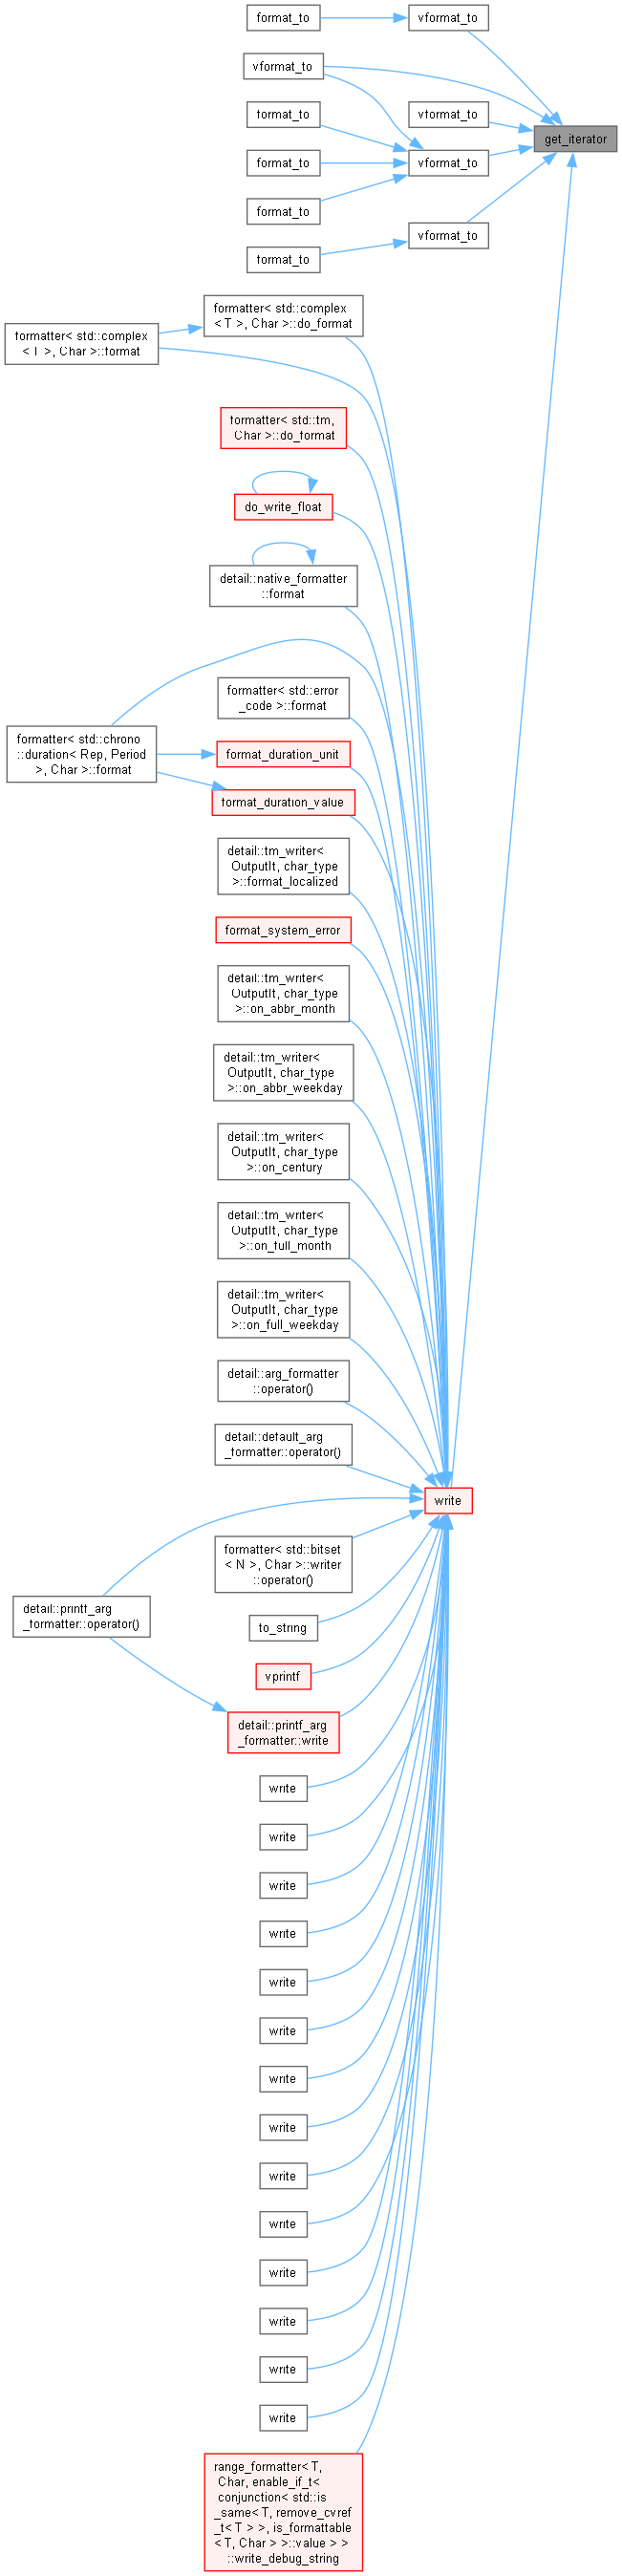 format_to
vformat_to
vformat_to
format_to
vformat_to
get_iterator
format_to
vformat_to
format_to
vformat_to
format_to
formatter< std::complex
< T >, Char >::do_format
formatter< std::complex
< T >, Char >::format
formatter< std::tm,
Char >::do_format
do_write_float
detail::native_formatter
::format
formatter< std::error
_code >::format
formatter< std::chrono
::duration< Rep, Period
>, Char >::format
format_duration_unit
format_duration_value
detail::tm_writer<
OutputIt, char_type
>::format_localized
format_system_error
detail::tm_writer<
OutputIt, char_type
>::on_abbr_month
detail::tm_writer<
OutputIt, char_type
>::on_abbr_weekday
detail::tm_writer<
OutputIt, char_type
>::on_century
detail::tm_writer<
OutputIt, char_type
>::on_full_month
detail::tm_writer<
OutputIt, char_type
>::on_full_weekday
detail::arg_formatter
::operator()
detail::default_arg
_formatter::operator()
write
formatter< std::bitset
< N >, Char >::writer
::operator()
detail::printf_arg
_formatter::operator()
to_string
vprintf
detail::printf_arg
_formatter::write
write
write
write
write
write
write
write
write
write
write
write
write
write
write
range_formatter< T,
Char, enable_if_t<
conjunction< std::is
_same< T, remove_cvref
_t< T > >, is_formattable
< T, Char > >::value > >
::write_debug_string